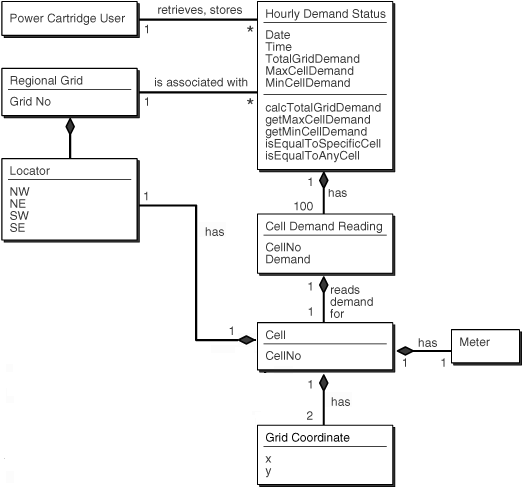 Power Cartridge User
retrieves, stores
1
*
Hourly Demand Status
Date
Time
TotalGridDemand
MaxCellDemand
MinCellDemand
calcTotalGridDemand
getMaxCellDemand
getMinCellDemand
isEqualToSpecificCell
isEqualToAnyCell
Regional Grid
Grid No
is associated with
1
*
Locator
NW
NE
SW
SE
1
has
1
1
has
100
Cell Demand Reading
CellNo
Demand
1
reads
demand
for
1
Cell
CellNo
has
1
1
Meter
1
has
2
Grid Coordinate
x
y